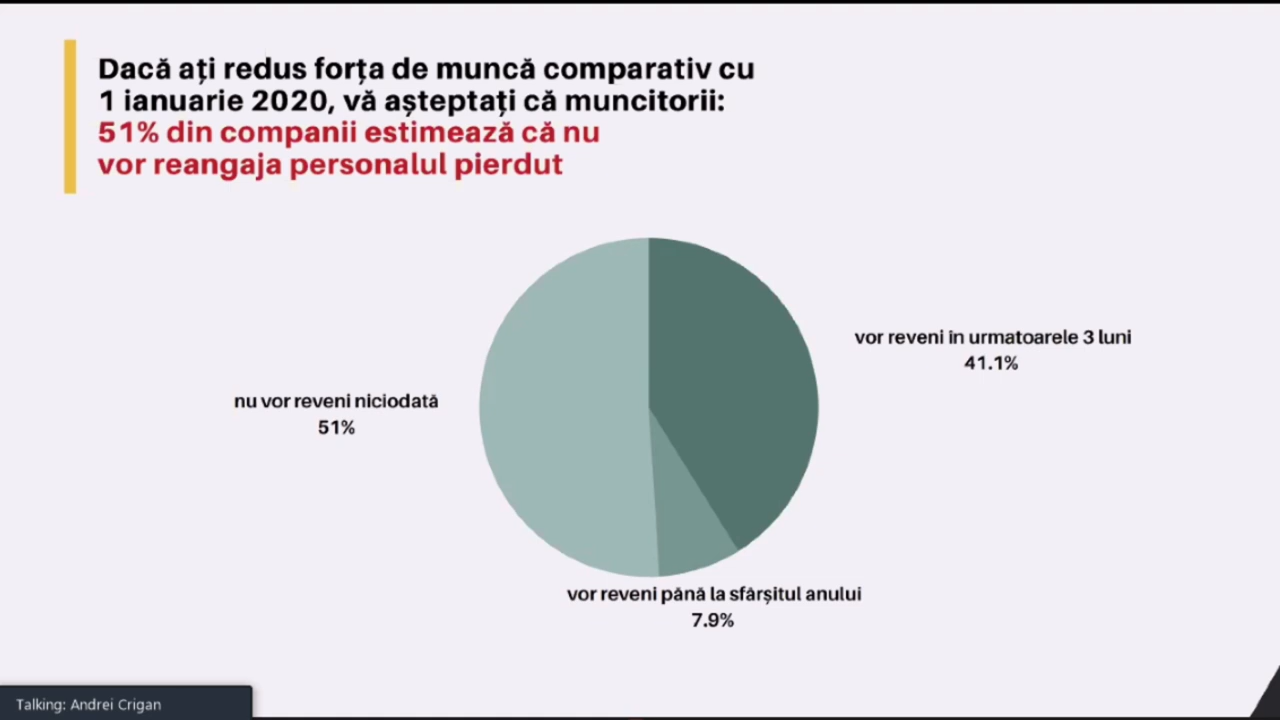 Dacă ați redus forța de muncă comparativ cu
1 ianuarie 2020, vă așteptați că muncitorii:
51% din companii estimează că nu
vor reangaja personalul pierdut
vor reveni în urmatoarele 3 luni
41.1%
nu vor reveni niciodată
51%
vor reveni până la sfârșitul anului
7.9%
Talking: Andrei Crigan